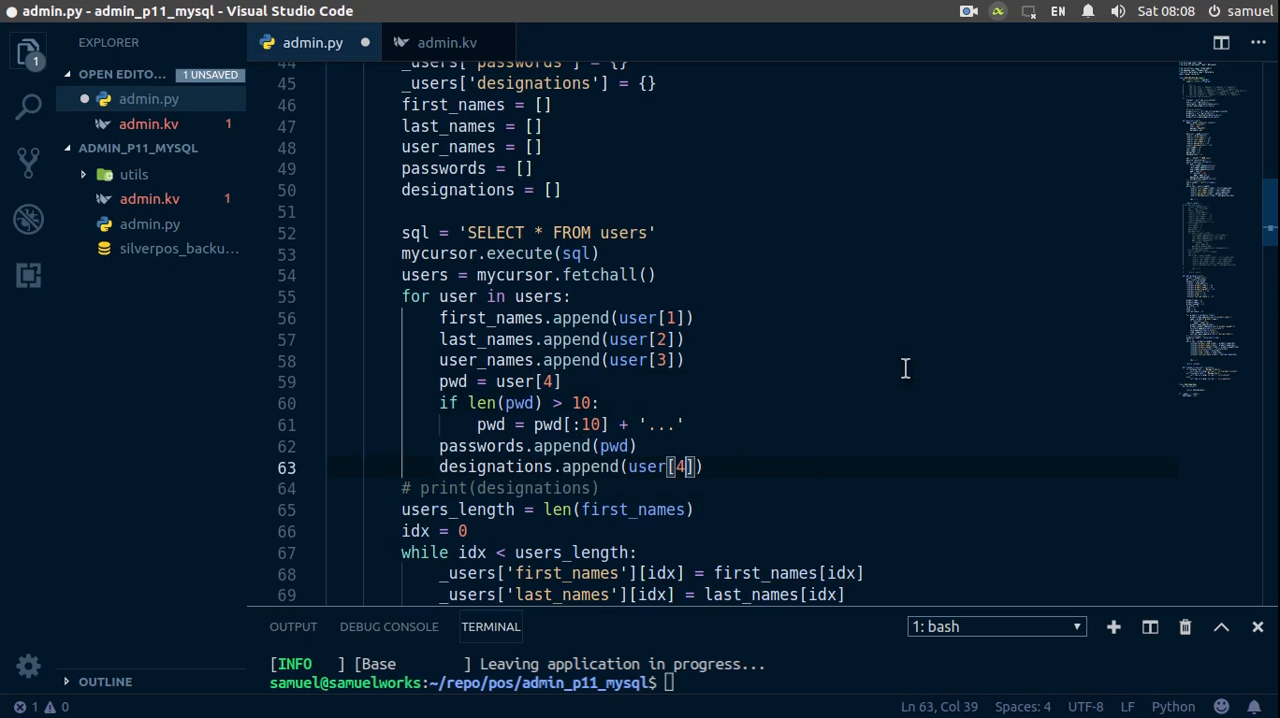 admin.py - admin_p11_mysql - Visual Studio Code
EN Sat 08:08 samuel
EXPLORER
admin.py
admin.kv
1
OPEN EDITO... 1 UNSAVED
admin.py
admin.kv 1
ADMIN_P11_MYSQL
utils
admin.kv 1
admin.py
silverpos_backu...
OUTLINE
44 _users['passwords'] = {}
45 _users['designations'] = {}
46 first_names = []
47 last_names = []
48 user_names = []
49 passwords = []
50 designations = []
51
52 sql = 'SELECT * FROM users'
53 mycursor.execute(sql)
54 users = mycursor.fetchall()
55 for user in users:
56 first_names.append(user[1])
57 last_names.append(user[2])
58 user_names.append(user[3])
59 pwd = user[4]
60 if len(pwd) > 10:
61 pwd = pwd[:10] + '...'
62 passwords.append(pwd)
63 designations.append(user[4])
64 # print(designations)
65 users_length = len(first_names)
66 idx = 0
67 while idx < users_length:
68 _users['first_names'][idx] = first_names[idx]
69 _users['last_names'][idx] = last_names[idx]
OUTPUT DEBUG CONSOLE TERMINAL 1: bash
[INFO ] [Base ] Leaving application in progress...
samuel@samuelworks:~/repo/pos/admin_p11_mysql$
1 0 Ln 63, Col 39 Spaces: 4 UTF-8 LF Python